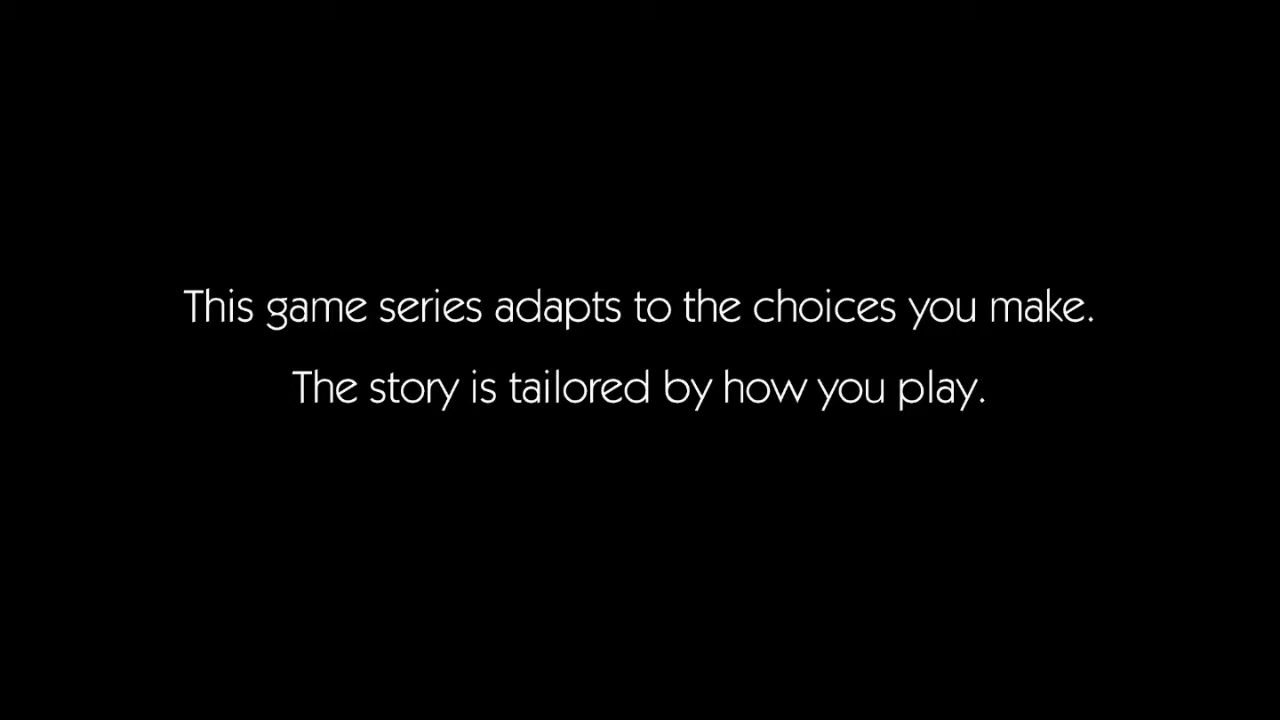 This game series adapts to the choices you make.
The story is tailored by how you play.